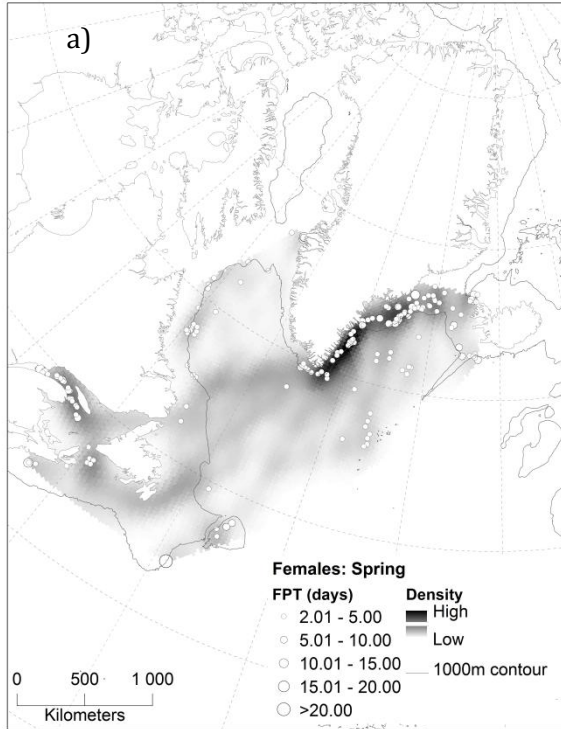 a)
Females: Spring
FPT (days) Density
2.01 - 5.00 High
5.01 - 10.00 Low
10.01 - 15.00
15.01 - 20.00 1000m contour
>20.00
0 500 1 000
Kilometers